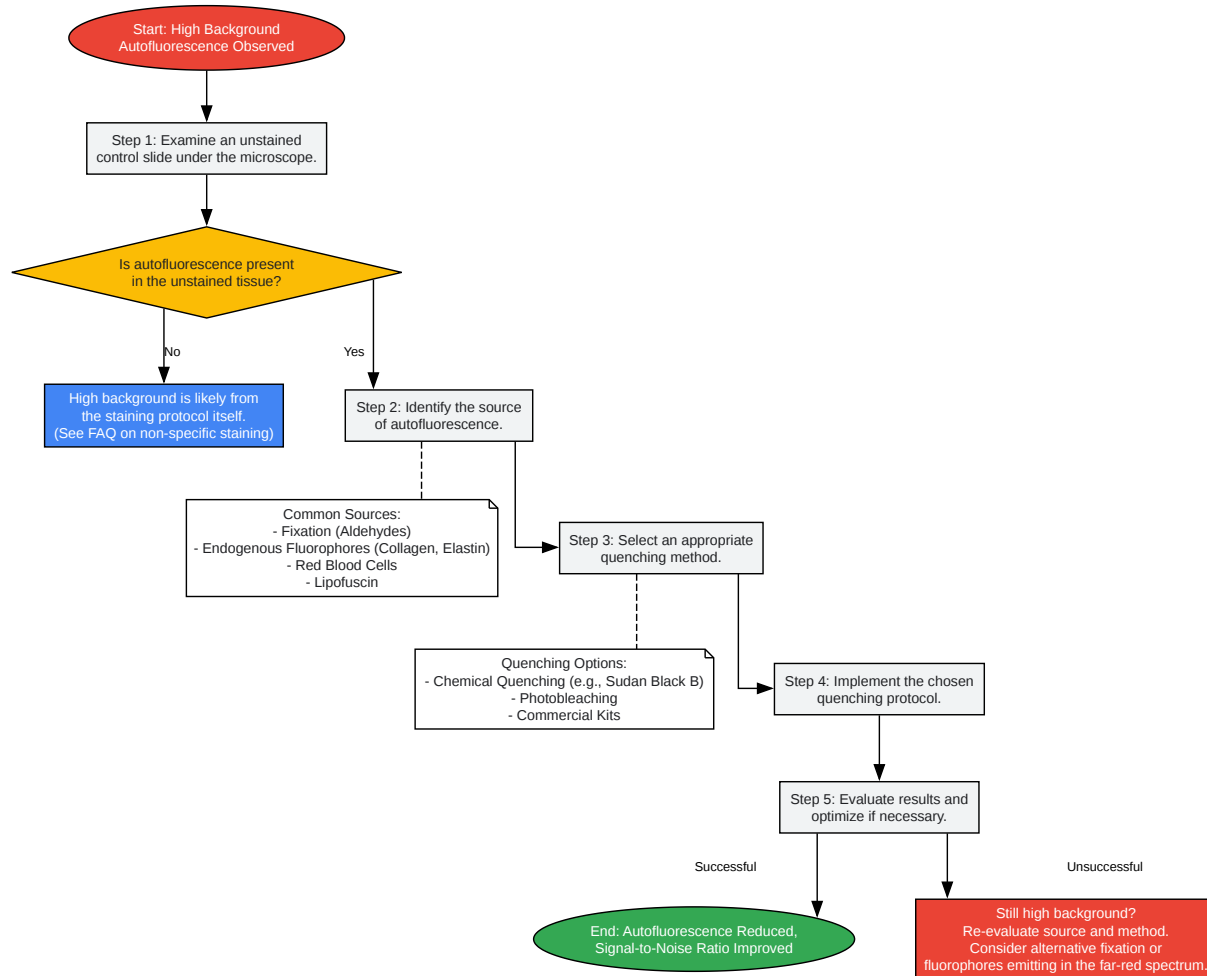 Start: High Background
Autofluorescence Observed
Step 1: Examine an unstained
control slide under the microscope.
Is autofluorescence present
in the unstained tissue?
No
Yes
High background is likely from
the staining protocol itself.
(See FAQ on non-specific staining)
Step 2: Identify the source
of autofluorescence.
Common Sources:
- Fixation (Aldehydes)
- Endogenous Fluorophores (Collagen, Elastin)
- Red Blood Cells
- Lipofuscin
Step 3: Select an appropriate
quenching method.
Quenching Options:
- Chemical Quenching (e.g., Sudan Black B)
- Photobleaching
- Commercial Kits
Step 4: Implement the chosen
quenching protocol.
Step 5: Evaluate results and
optimize if necessary.
Successful
Unsuccessful
End: Autofluorescence Reduced,
Signal-to-Noise Ratio Improved
Still high background?
Re-evaluate source and method.
Consider alternative fixation or
fluorophores emitting in the far-red spectrum.